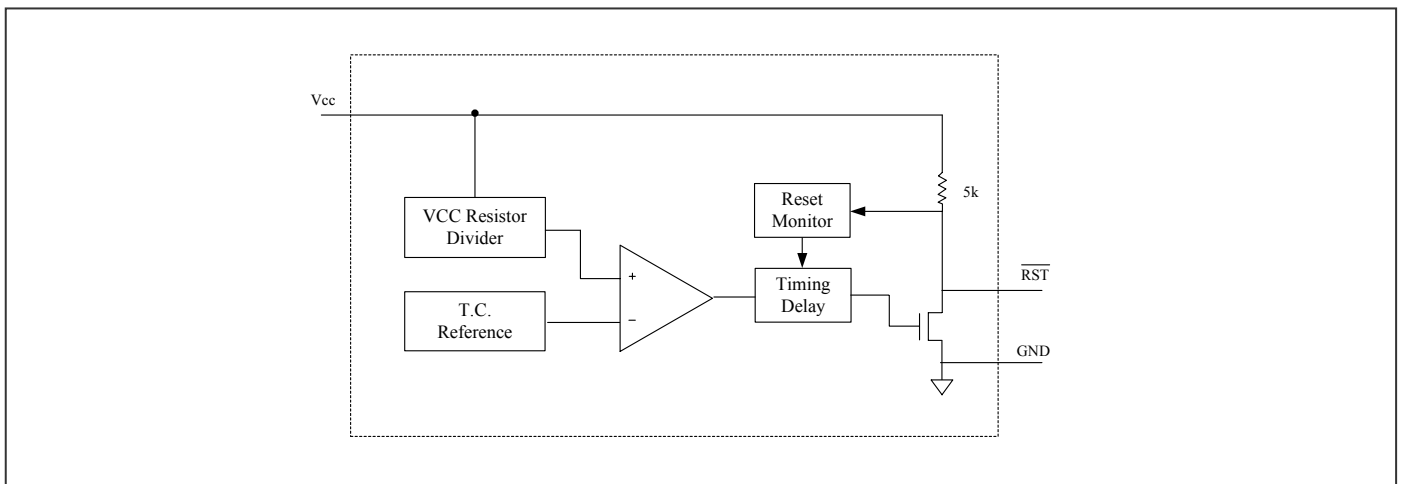 Vcc
5k
Reset
Monitor
VCC Resistor
Divider
+
RST
Timing
Delay
T.C.
Reference
−
GND